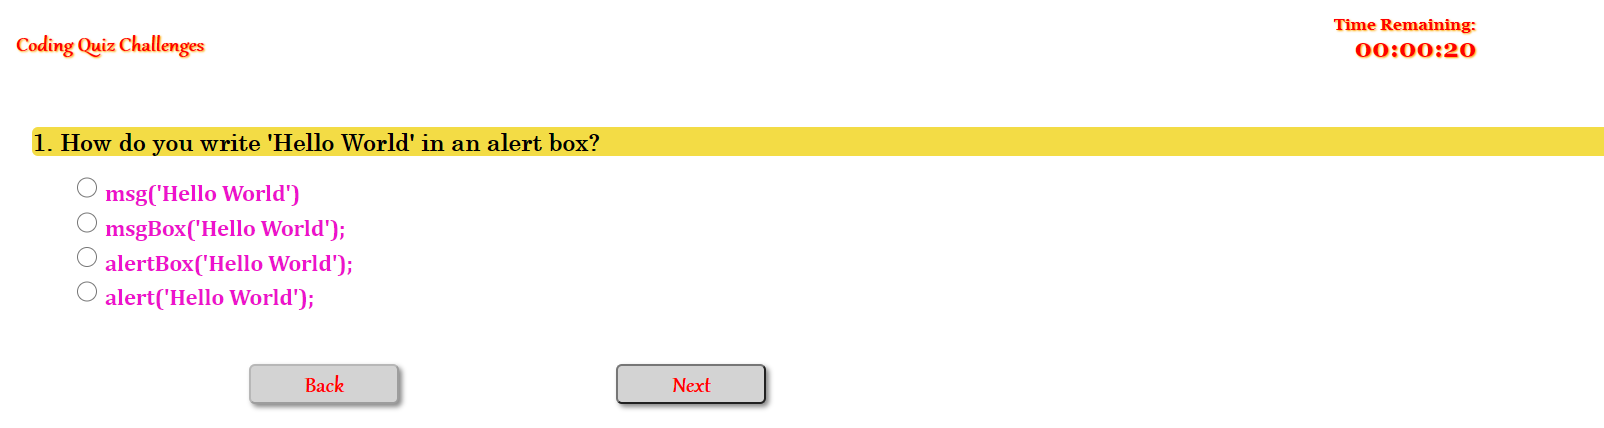 Coding Quiz Challenges
Time Remaining:
00:00:20
1. How do you write 'Hello World' in an alert box?
msg('Hello World')
msgBox('Hello World');
alertBox('Hello World');
alert('Hello World');
Back
Next